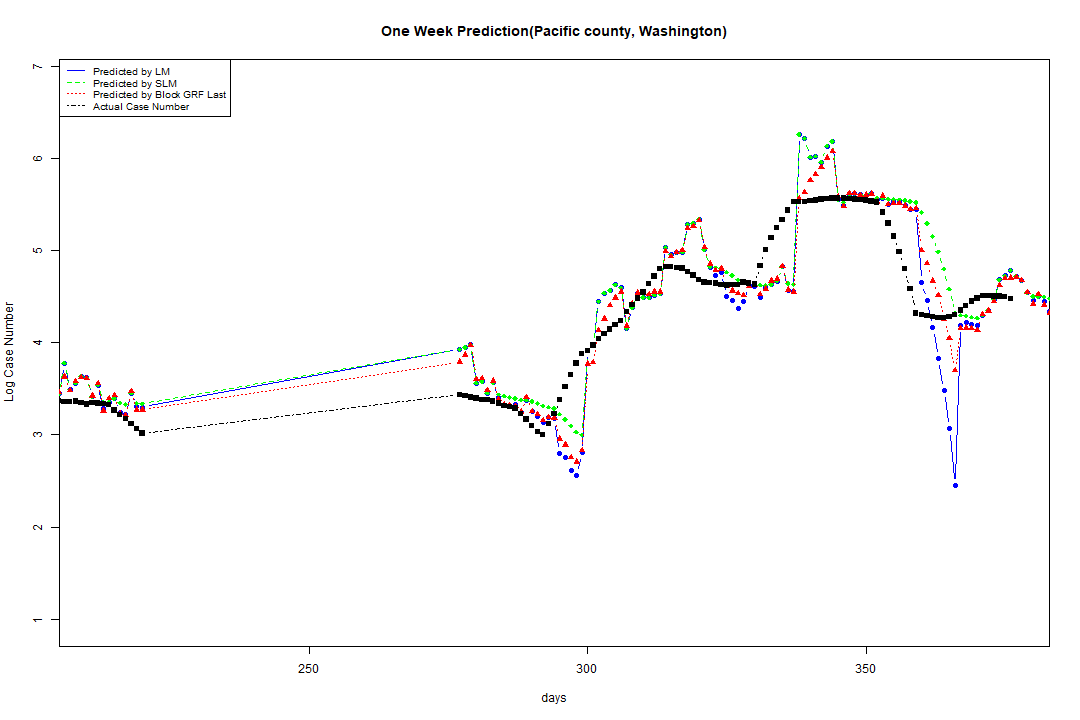 One Week Prediction(Pacific county, Washington)
7
Predicted by LM
Predicted by SLM
Predicted by Block GRF Last
Actual Case Number
6
5
4
3
2
1
Log Case Number
250
300
350
days